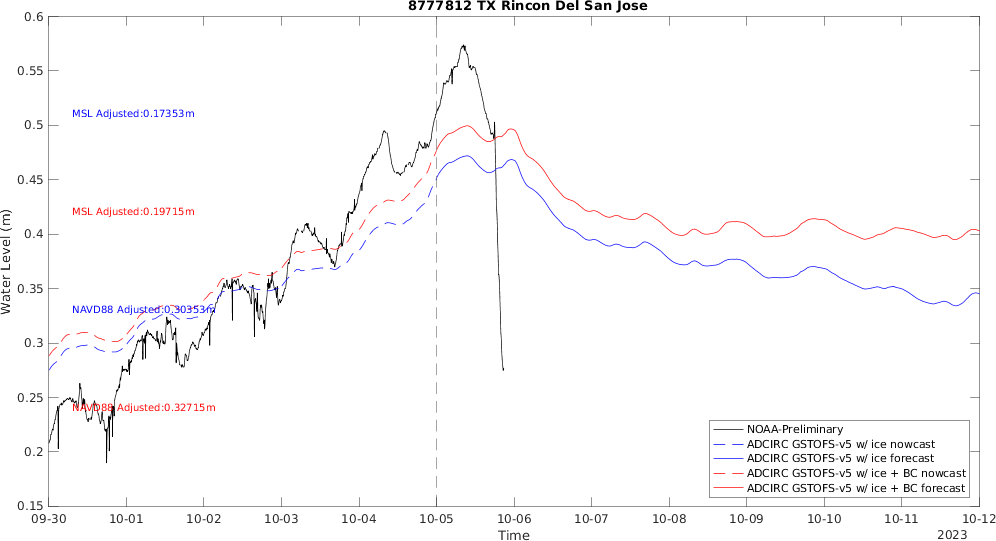 8777812 TX Rincon Del San Jose
0.6
0.55
0.5
0.45
0.4
0.35
0.3
0.25
0.2
0.15
Water Level (m)
MSL Adjusted:0.17353m
MSL Adjusted:0.19715m
NAVD88 Adjusted:0.30353m
NAVD88 Adjusted:0.32715m
NOAA-Preliminary
ADCIRC GSTOFS-v5 w/ ice nowcast
ADCIRC GSTOFS-v5 w/ ice forecast
ADCIRC GSTOFS-v5 w/ ice + BC nowcast
ADCIRC GSTOFS-v5 w/ ice + BC forecast
09-30 10-01 10-02 10-03 10-04 10-05 10-06 10-07 10-08 10-09 10-10 10-11 10-12
Time
2023